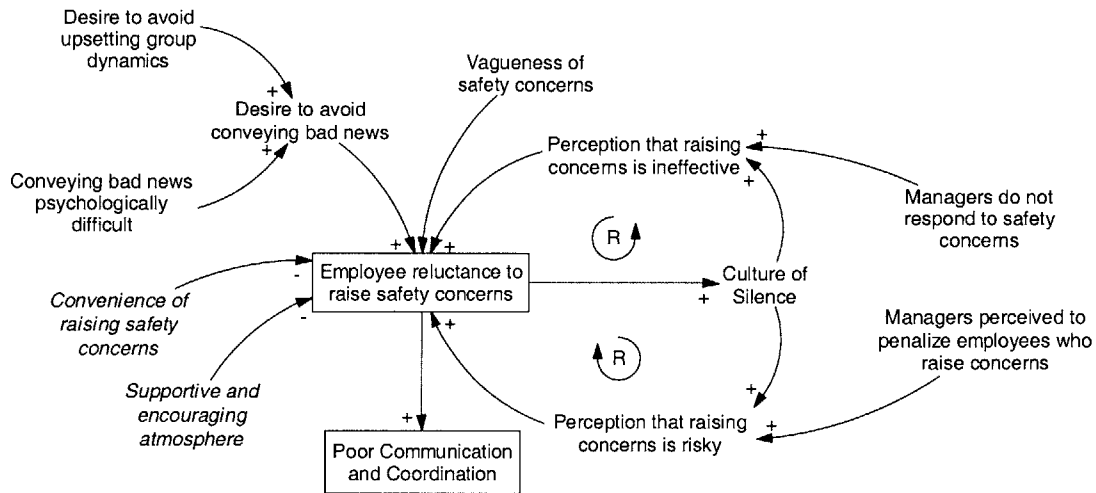 Desire to avoid
upsetting group
dynamics
+
Desire to avoid
conveying bad news
+
Conveying bad news
psychologically
difficult
Vagueness of
safety concerns
Perception that raising
concerns is ineffective
+
+
Managers do not
respond to safety
concerns
R
+
+
+
Employee reluctance to
raise safety concerns
-
-
+
+
Culture of
Silence
Convenience of
raising safety
concerns
Supportive and
encouraging
atmosphere
R
Managers perceived to
penalize employees who
raise concerns
+
+
Perception that raising
concerns is risky
+
Poor Communication
and Coordination